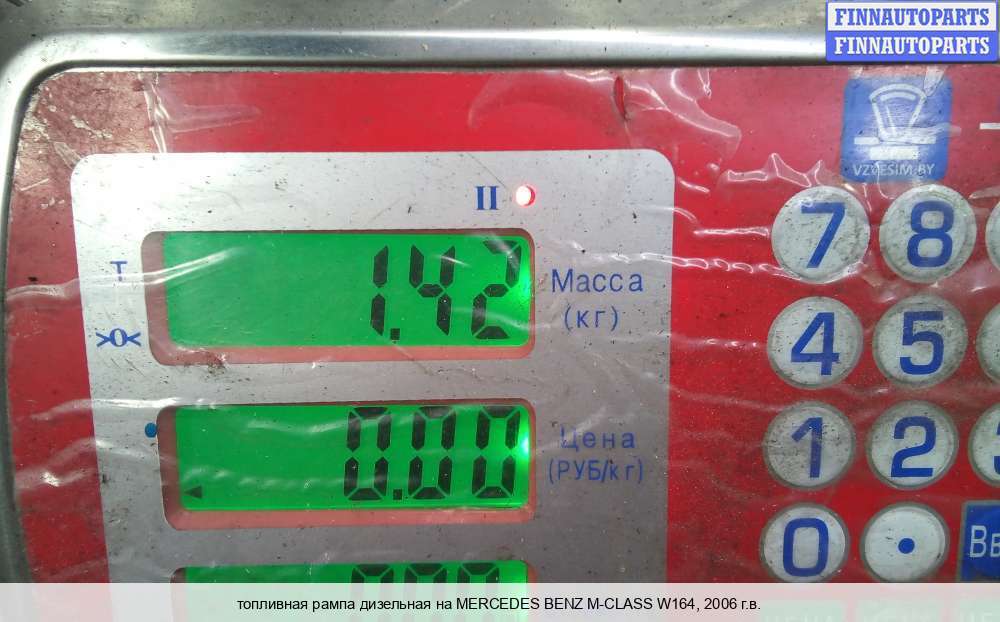 FINNAUTOPARTS
FINNAUTOPARTS
VZVESIM.BY
II
T
1.42
Масса
(кг)
>0<
0.00
Цена
(РУБ/кг)
7 8
4 5
1 2
0 .
топливная рампа дизельная на MERCEDES BENZ M-CLASS W164, 2006 г.в.